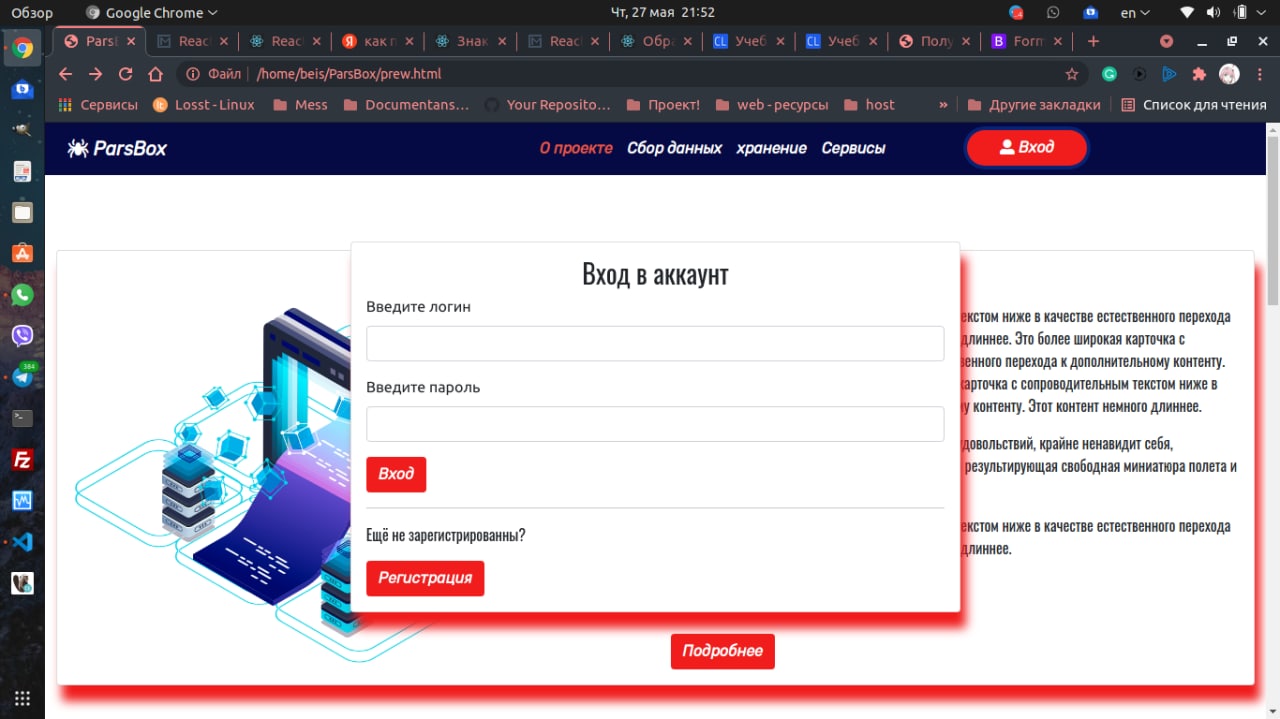 Обзор Google Chrome Чт, 27 мая 21:52 en
Pars React React как п Знак React Обра Учеб Учеб Полу Form
Файл /home/beis/ParsBox/prew.html
Сервисы Losst - Linux Mess Documentans… Your Reposito… Проект! web - ресурсы host » Другие закладки Список для чтения
ParsBox О проекте Сбор данных хранение Сервисы Вход
Вход в аккаунт
Введите логин
екстом ниже в качестве естественного перехода
длиннее. Это более широкая карточка с
венного перехода к дополнительному контенту.
карточка с сопроводительным текстом ниже в
у контенту. Этот контент немного длиннее.
Введите пароль
довольствий, крайне ненавидит себя,
результирующая свободная миниатюра полета и
Вход
екстом ниже в качестве естественного перехода
длиннее.
Ещё не зарегистрированны?
Регистрация
Подробнее
384